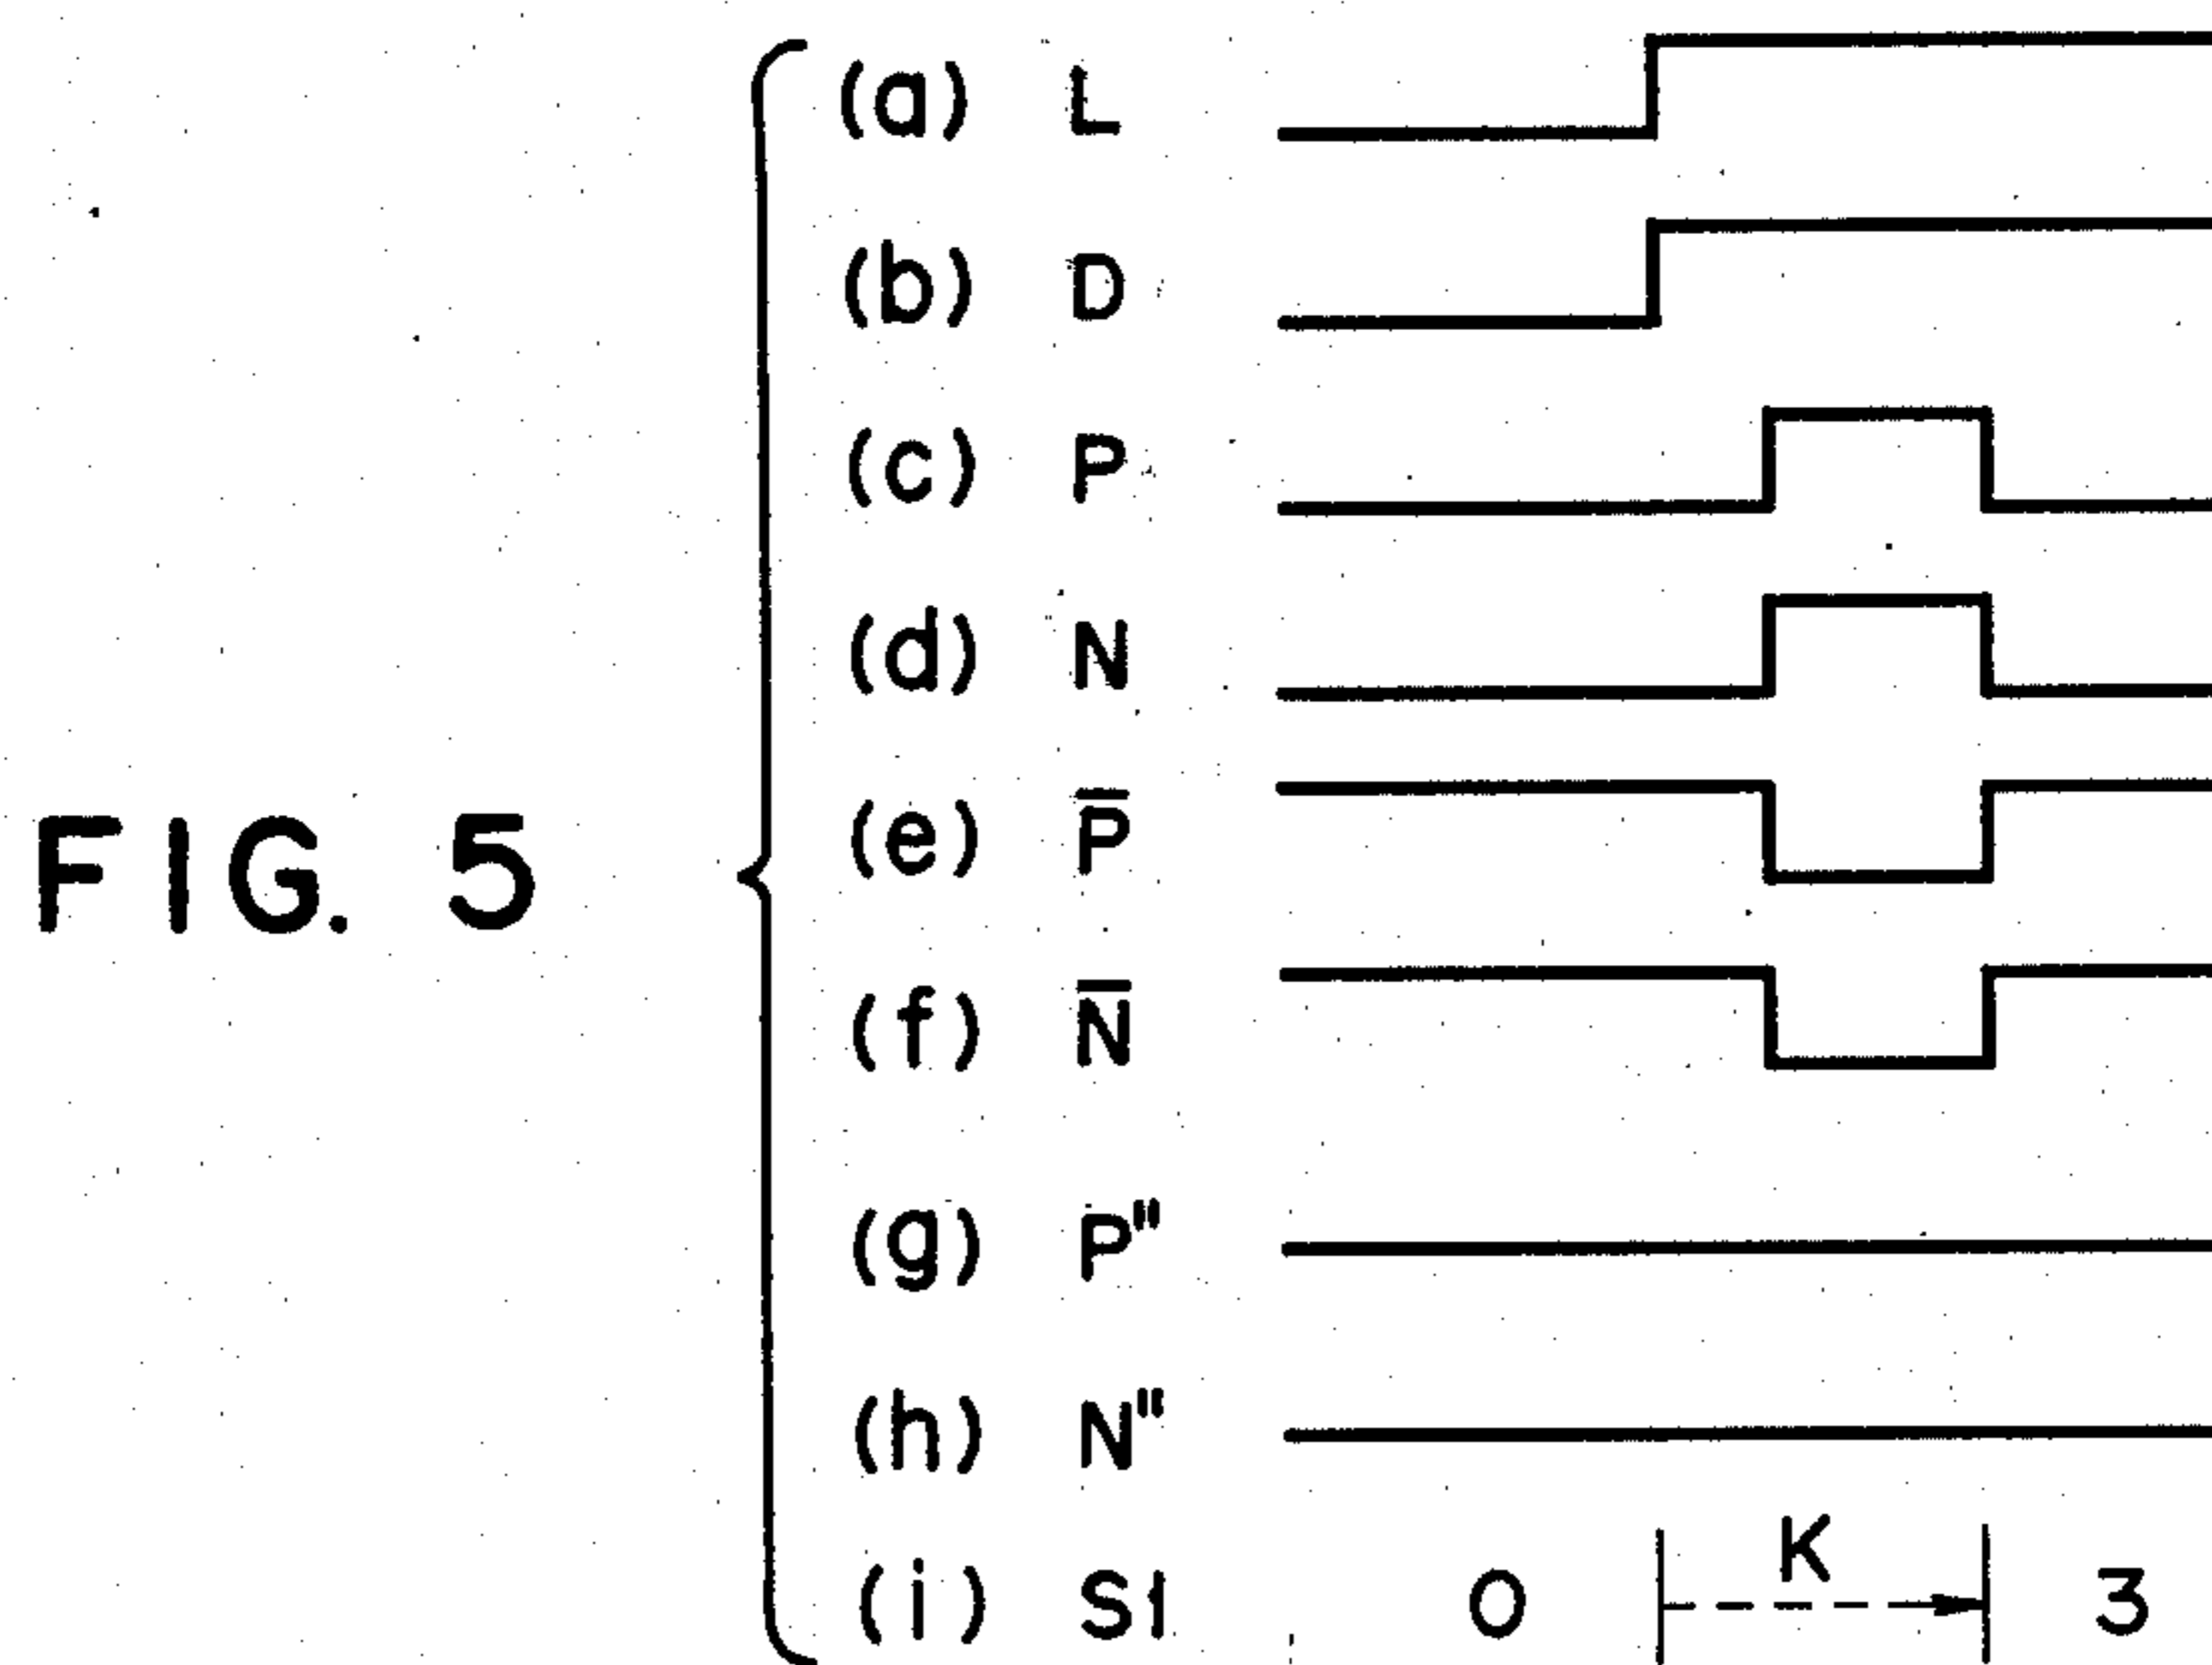 (a) L
(b) D
(c) P
(d) N
(e) P̅
FIG. 5
(f) N̅
(g) P"
(h) N"
(i) S1 0 K 3